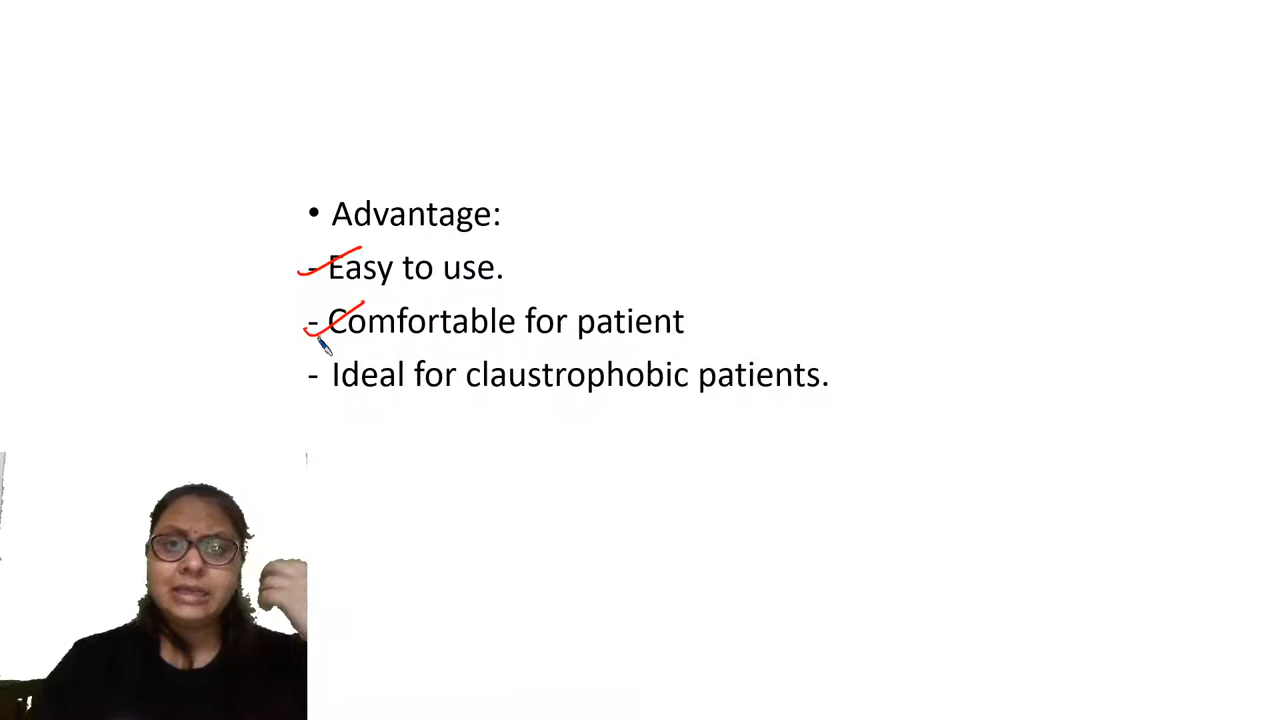 • Advantage:
- Easy to use.
- Comfortable for patient
- Ideal for claustrophobic patients.